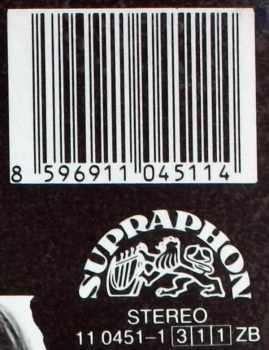 8 596911 045114
SUPRAPHON
STEREO
11 0451-1 311 ZB